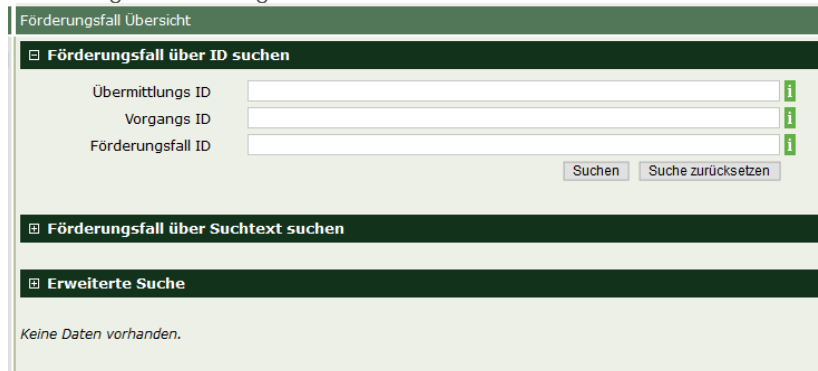 Förderungsfall Übersicht
Förderungsfall über ID suchen
Übermittlungs ID
Vorgangs ID
Förderungsfall ID
Suchen Suche zurücksetzen
Förderungsfall über Suchtext suchen
Erweiterte Suche
Keine Daten vorhanden.